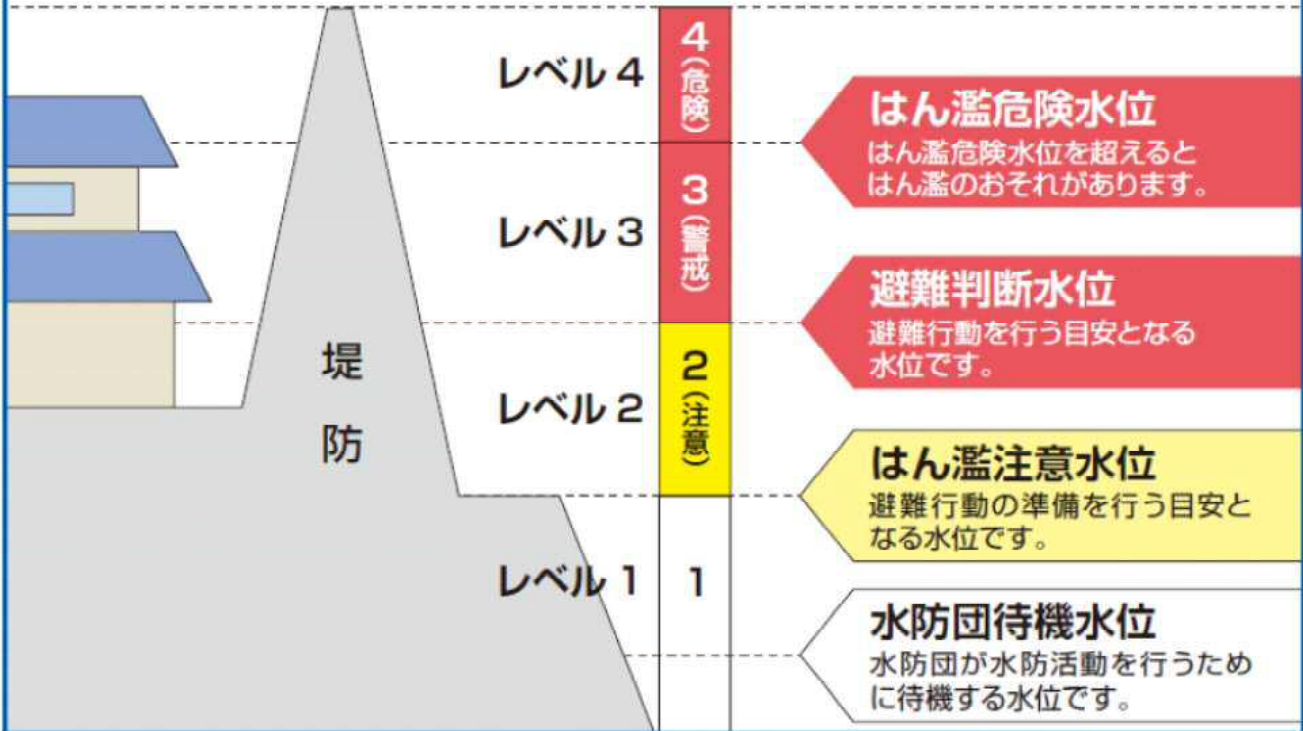 堤
防
レベル 4
4(危険)
はん濫危険水位
はん濫危険水位を超えると
はん濫のおそれがあります。
レベル 3
3(警戒)
避難判断水位
避難行動を行う目安となる
水位です。
レベル 2
2(注意)
はん濫注意水位
避難行動の準備を行う目安と
なる水位です。
レベル 1
1
水防団待機水位
水防団が水防活動を行うため
に待機する水位です。